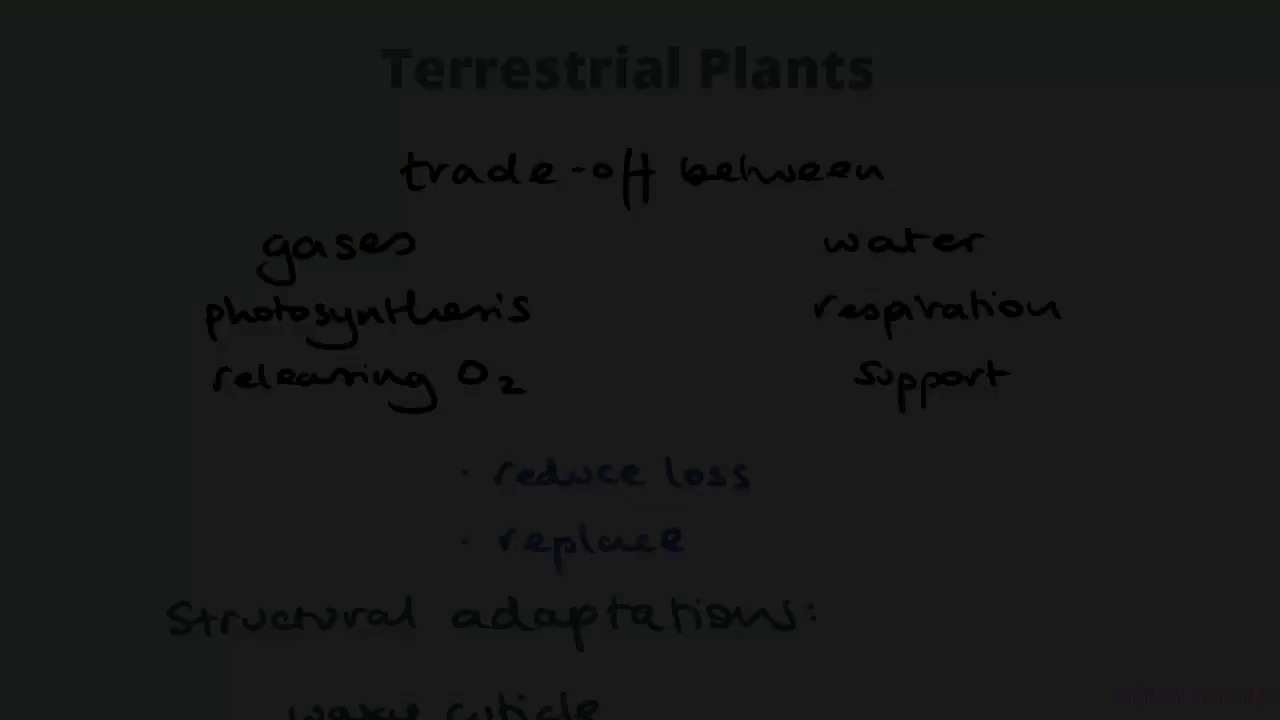 Terrestrial Plants
trade-off between
gases water
photosynthesis respiration
releasing O₂ support
· reduce loss
· replace
Structural adaptations:
waxy cuticle